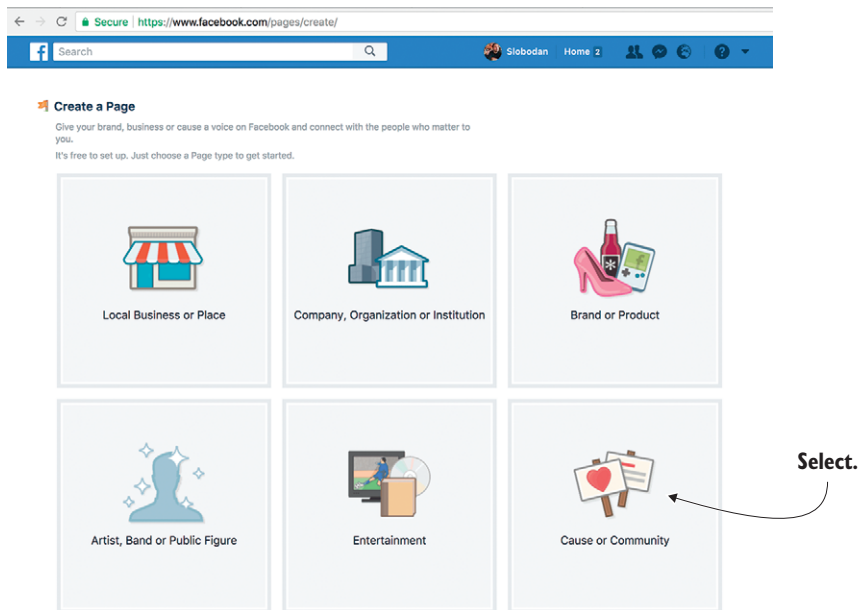 Secure https://www.facebook.com/pages/create/
f Search Slobodan Home 2 ?
Create a Page
Give your brand, business or cause a voice on Facebook and connect with the people who matter to
you.
It's free to set up. Just choose a Page type to get started.
Local Business or Place
Company, Organization or Institution
Brand or Product
Select.
Artist, Band or Public Figure
Entertainment
Cause or Community